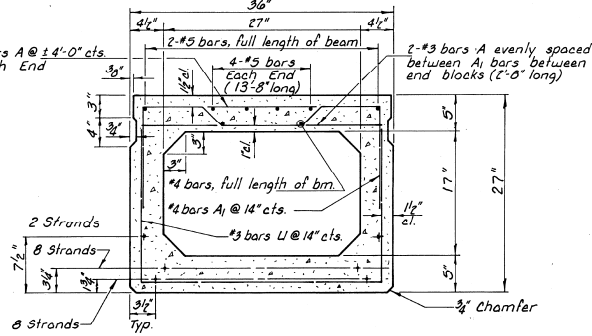 36"
4½" 27" 4½"
2-#5 bars, full length of beam
s A @ ± 4'-0" cts.
h End
4-#5 bars
Each End
(13'-8" long)
2-#3 bars A evenly spaced
between A₁ bars between
end blocks (2'-8" long)
1½" cl.
3"
4"
¾"
3"
3"
1" cl.
5"
17"
5"
27"
#4 bars, full length of bm.
#4 bars A₁ @ 14" cts.
#3 bars U @ 14" cts.
1½"
cl.
2 Strands
8 Strands
8 Strands
7½"
3¼"
1¾"
3½"
Typ.
¾" Chamfer